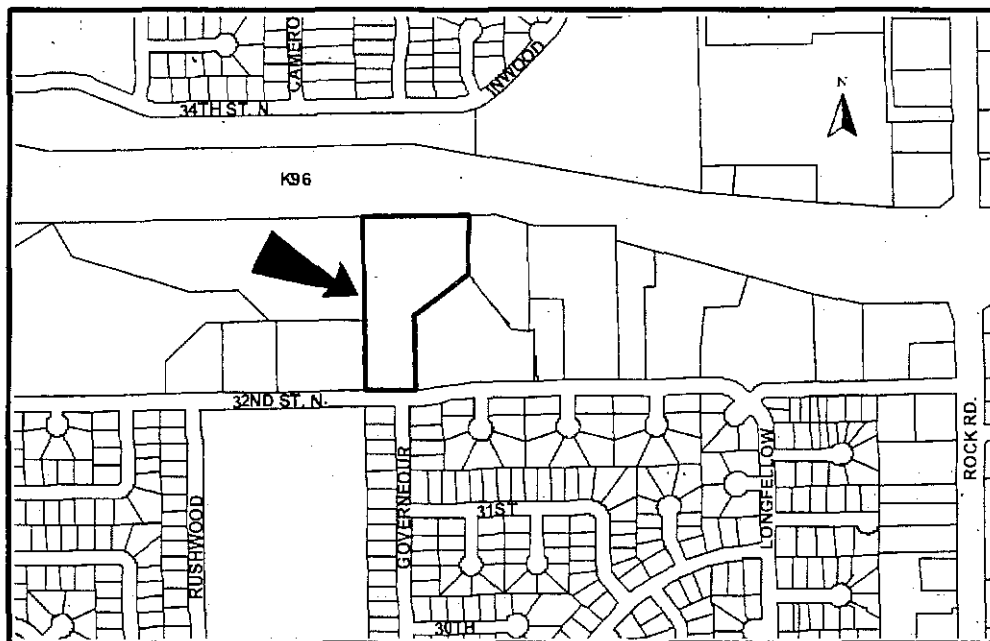 CAMERO
INWOOD
34TH ST. N.
N
K96
32ND ST. N.
ROCK RD.
GOVERNEOUR
LONGFELLOW
RUSHWOOD
31ST
30TH